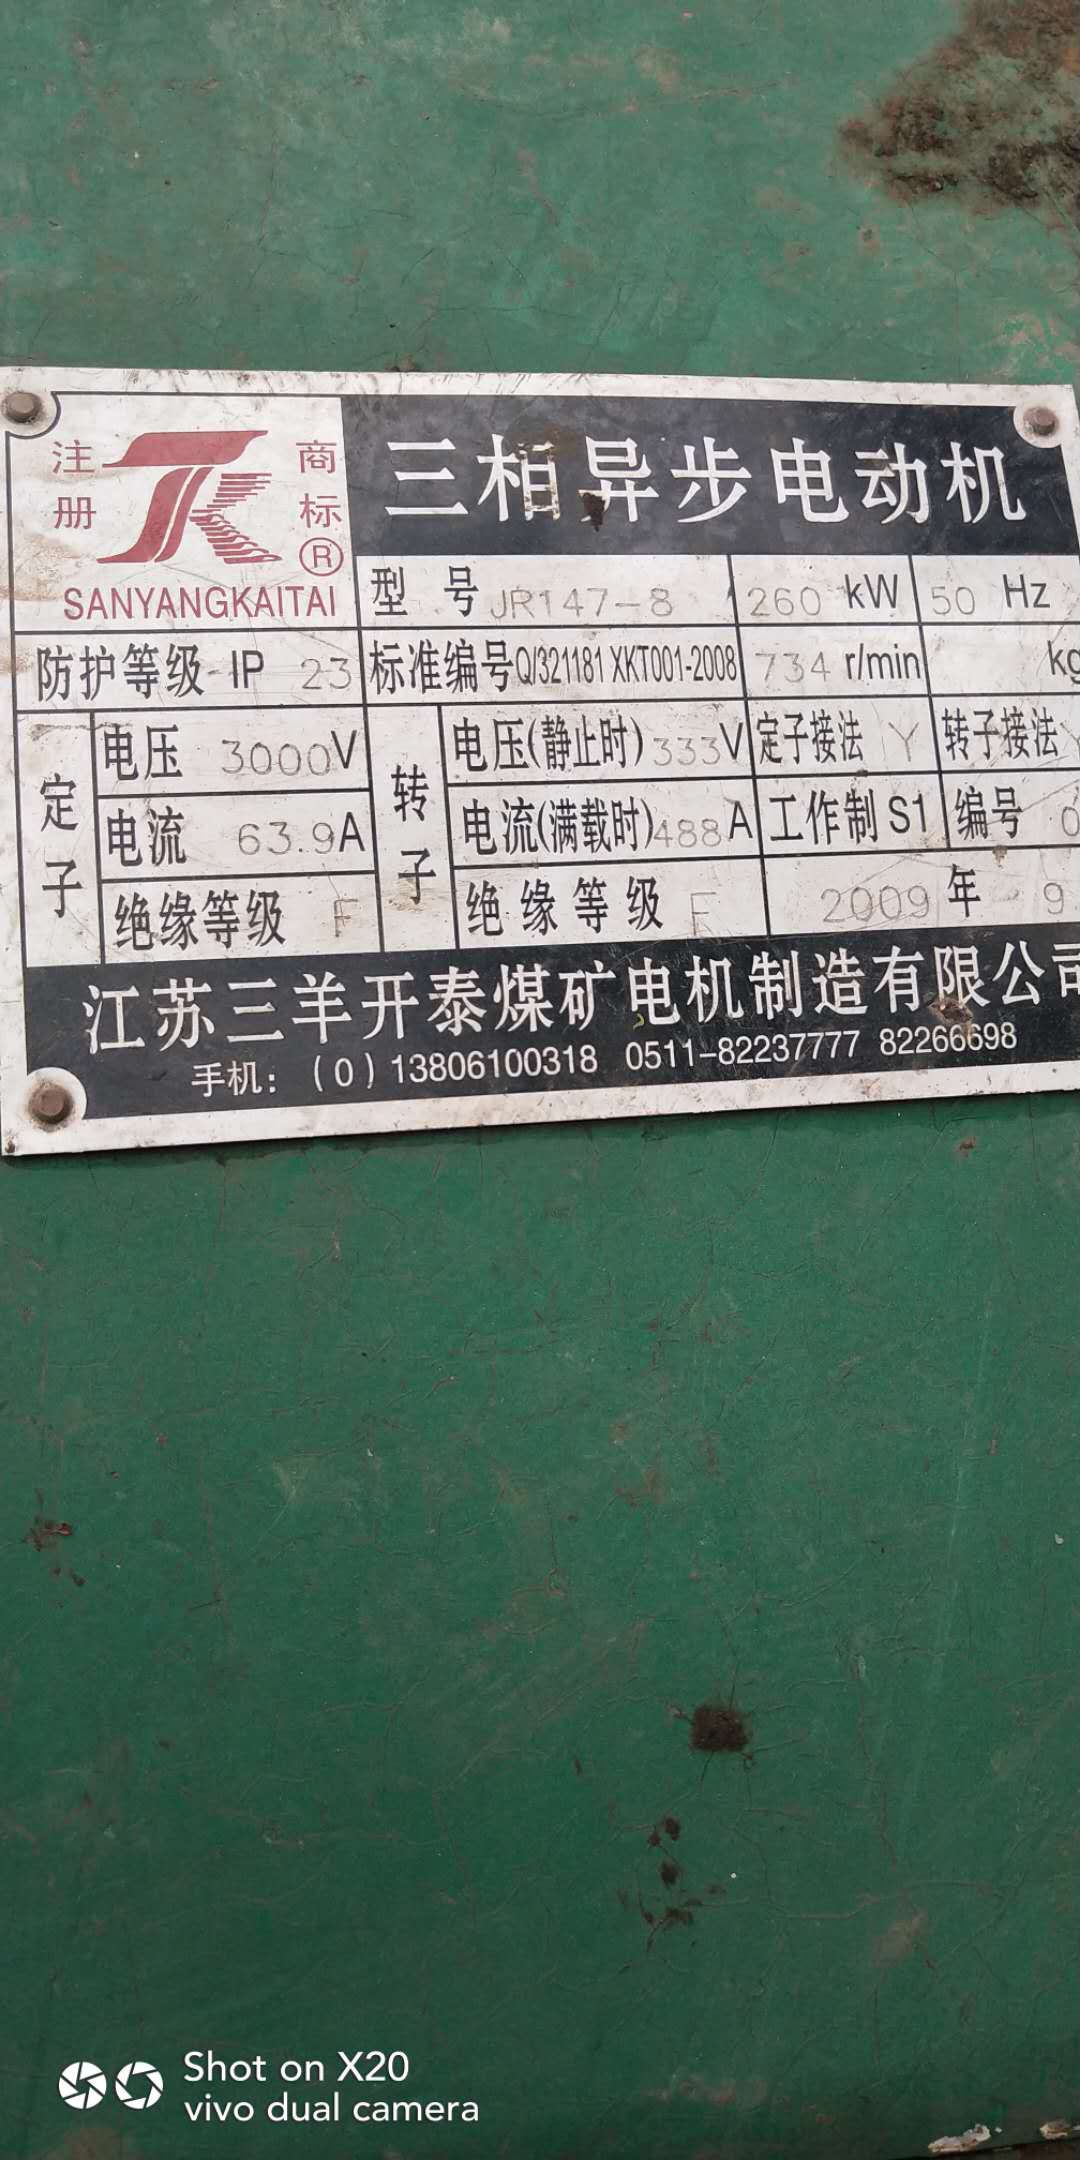 注 商
册 标
®
SANYANGKAITAI
三相异步电动机
型 号 JR147-8 260 kW 50 Hz
防护等级 IP 23 标准编号Q/321181 XKT001-2008 734 r/min kg
定子 电压 3000V 转子 电压(静止时)333V 定子接法 Y 转子接法 Y
电流 63.9A 电流(满载时)488A 工作制 S1 编号 0
绝缘等级 F 绝缘等级 F 2009 年 9
江苏三羊开泰煤矿电机制造有限公司
手机：(0)13806100318 0511-82237777 82266698
Shot on X20
vivo dual camera